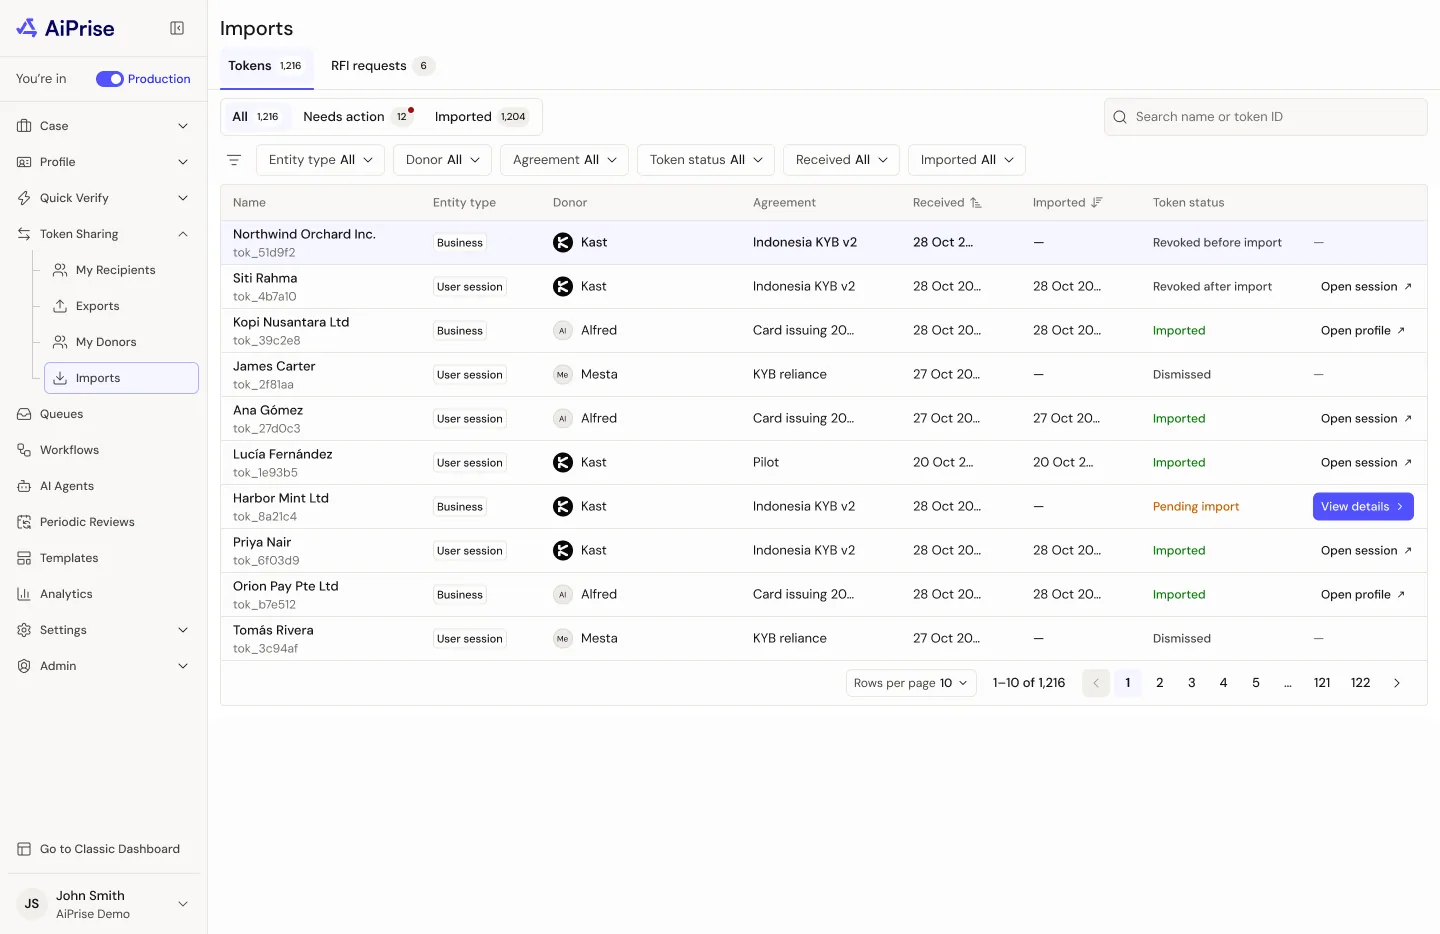 AiPrise
You're in Production
Case
Profile
Quick Verify
Token Sharing
My Recipients
Exports
My Donors
Imports
Queues
Workflows
AI Agents
Periodic Reviews
Templates
Analytics
Settings
Admin
Go to Classic Dashboard
JS
John Smith
AiPrise Demo
Imports
Tokens 1,216 RFI requests 6
All 1,216 Needs action 12 Imported 1,204
Search name or token ID
Entity type All Donor All Agreement All Token status All Received All Imported All
Name Entity type Donor Agreement Received Imported Token status
Northwind Orchard Inc.
tok_51d9f2
Business Kast Indonesia KYB v2 28 Oct 2... — Revoked before import —
Siti Rahma
tok_4b7a10
User session Kast Indonesia KYB v2 28 Oct 20... 28 Oct 20... Revoked after import Open session
Kopi Nusantara Ltd
tok_39c2e8
Business Al Alfred Card issuing 20... 28 Oct 20... 28 Oct 20... Imported Open profile
James Carter
tok_2f81aa
User session Me Mesta KYB reliance 27 Oct 20... — Dismissed —
Ana Gómez
tok_27d0c3
User session Al Alfred Card issuing 20... 27 Oct 20... 27 Oct 20... Imported Open session
Lucía Fernández
tok_1e93b5
User session Kast Pilot 20 Oct 2... 20 Oct 2... Imported Open session
Harbor Mint Ltd
tok_8a21c4
Business Kast Indonesia KYB v2 28 Oct 20... — Pending import View details
Priya Nair
tok_6f03d9
User session Kast Indonesia KYB v2 28 Oct 20... 28 Oct 20... Imported Open session
Orion Pay Pte Ltd
tok_b7e512
Business Al Alfred Card issuing 20... 28 Oct 20... 28 Oct 20... Imported Open profile
Tomás Rivera
tok_3c94af
User session Me Mesta KYB reliance 27 Oct 20... — Dismissed —
Rows per page 10 1–10 of 1,216 1 2 3 4 5 ... 121 122